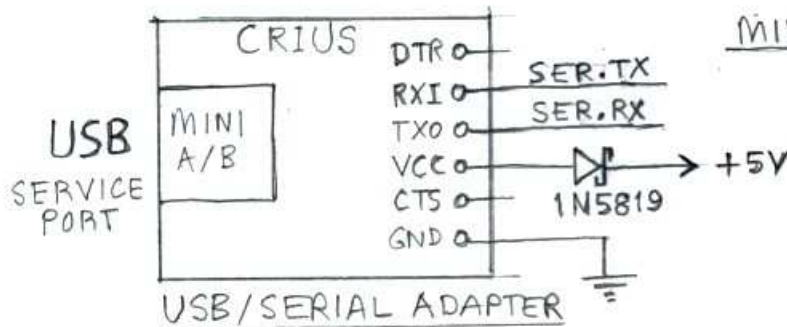 CRIUS
MINI
A/B
USB
SERVICE
PORT
DTR
RXI
TXO
VCC
CTS
GND
SER.TX
SER.RX
+5V
1N5819
USB/SERIAL ADAPTER